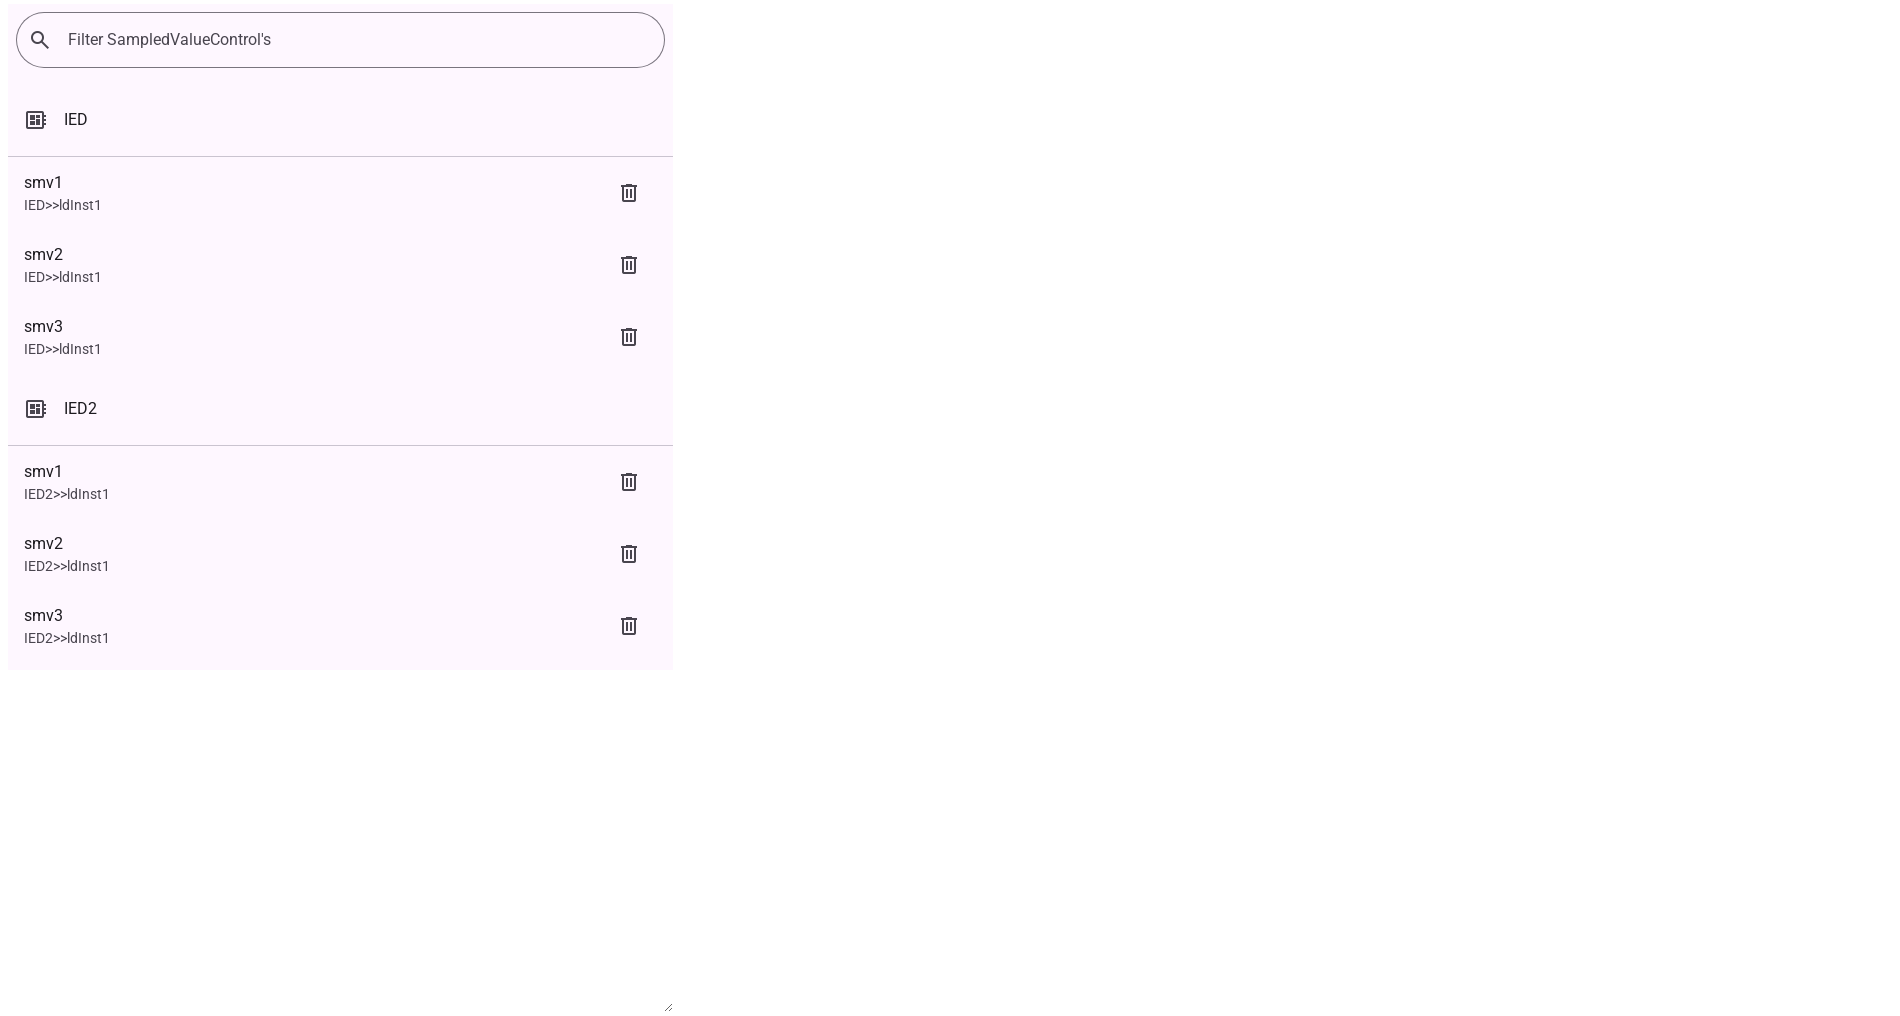 Filter SampledValueControl's
IED
smv1
IED>>ldInst1
smv2
IED>>ldInst1
smv3
IED>>ldInst1
IED2
smv1
IED2>>ldInst1
smv2
IED2>>ldInst1
smv3
IED2>>ldInst1